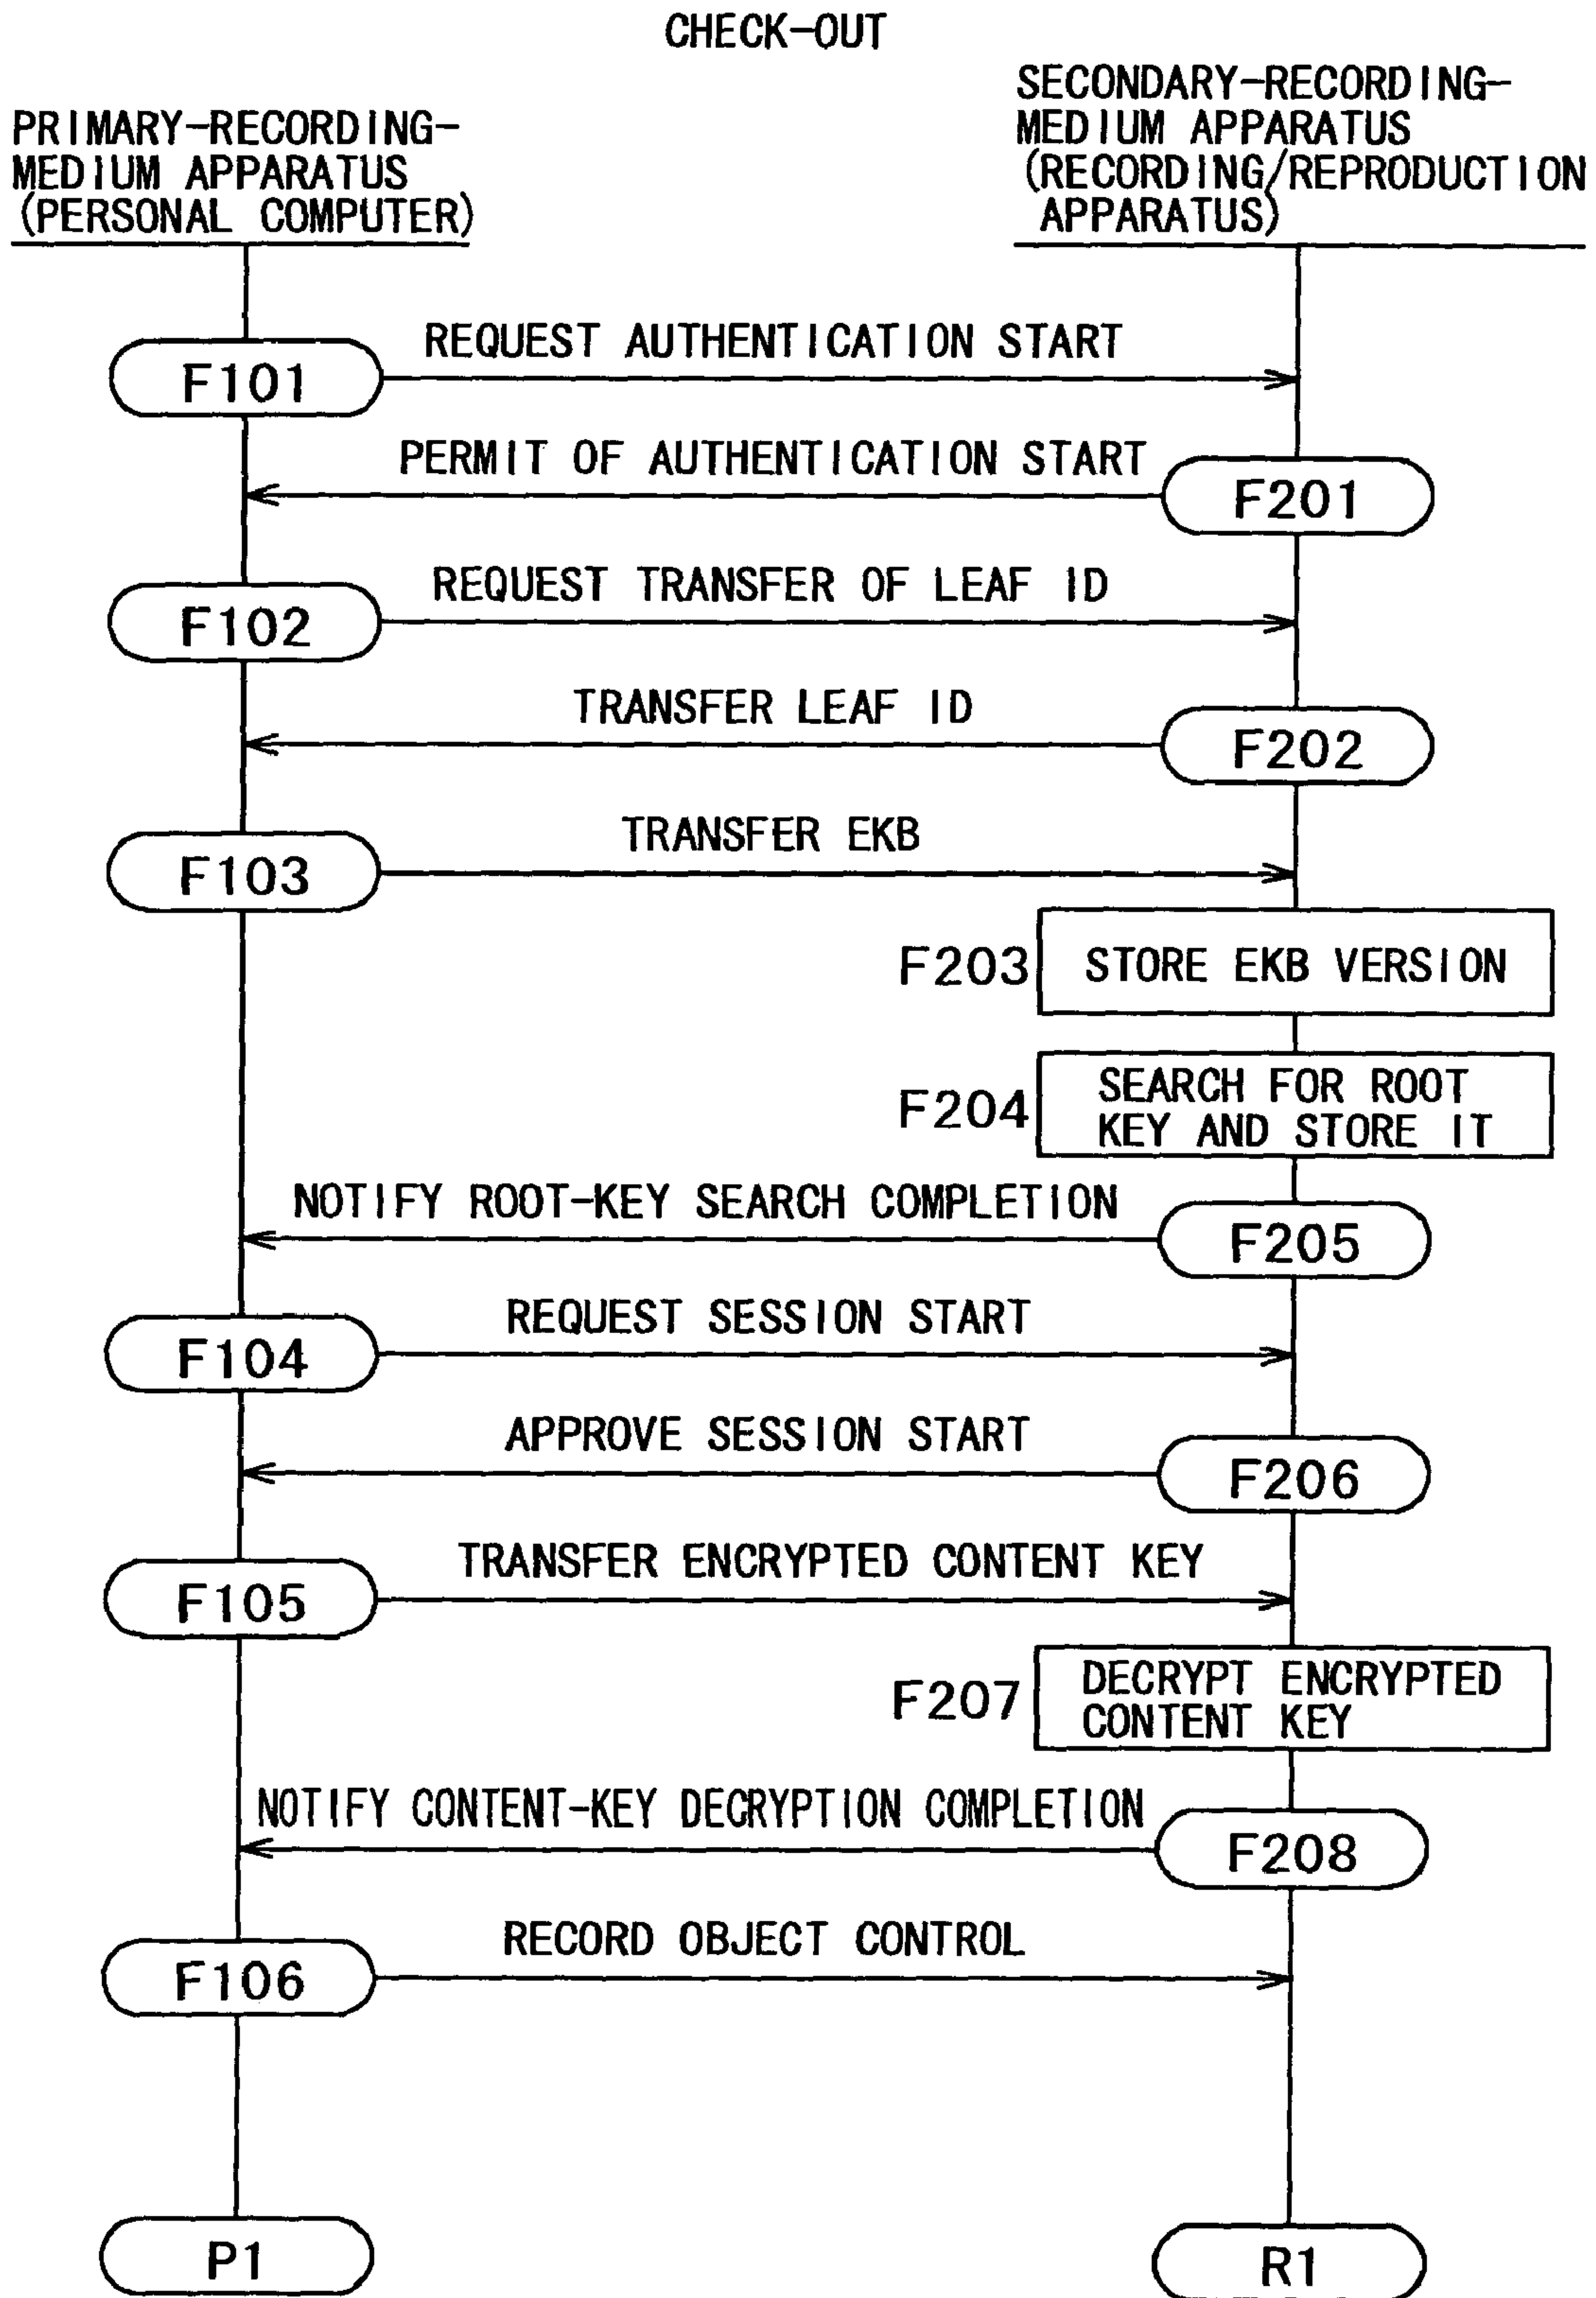 CHECK-OUT
PRIMARY-RECORDING-
MEDIUM APPARATUS
(PERSONAL COMPUTER)
SECONDARY-RECORDING-
MEDIUM APPARATUS
(RECORDING/REPRODUCTION
APPARATUS)
REQUEST AUTHENTICATION START
F101
PERMIT OF AUTHENTICATION START
F201
REQUEST TRANSFER OF LEAF ID
F102
TRANSFER LEAF ID
F202
TRANSFER EKB
F103
F203
STORE EKB VERSION
F204
SEARCH FOR ROOT
KEY AND STORE IT
NOTIFY ROOT-KEY SEARCH COMPLETION
F205
REQUEST SESSION START
F104
APPROVE SESSION START
F206
TRANSFER ENCRYPTED CONTENT KEY
F105
F207
DECRYPT ENCRYPTED
CONTENT KEY
NOTIFY CONTENT-KEY DECRYPTION COMPLETION
F208
RECORD OBJECT CONTROL
F106
P1
R1